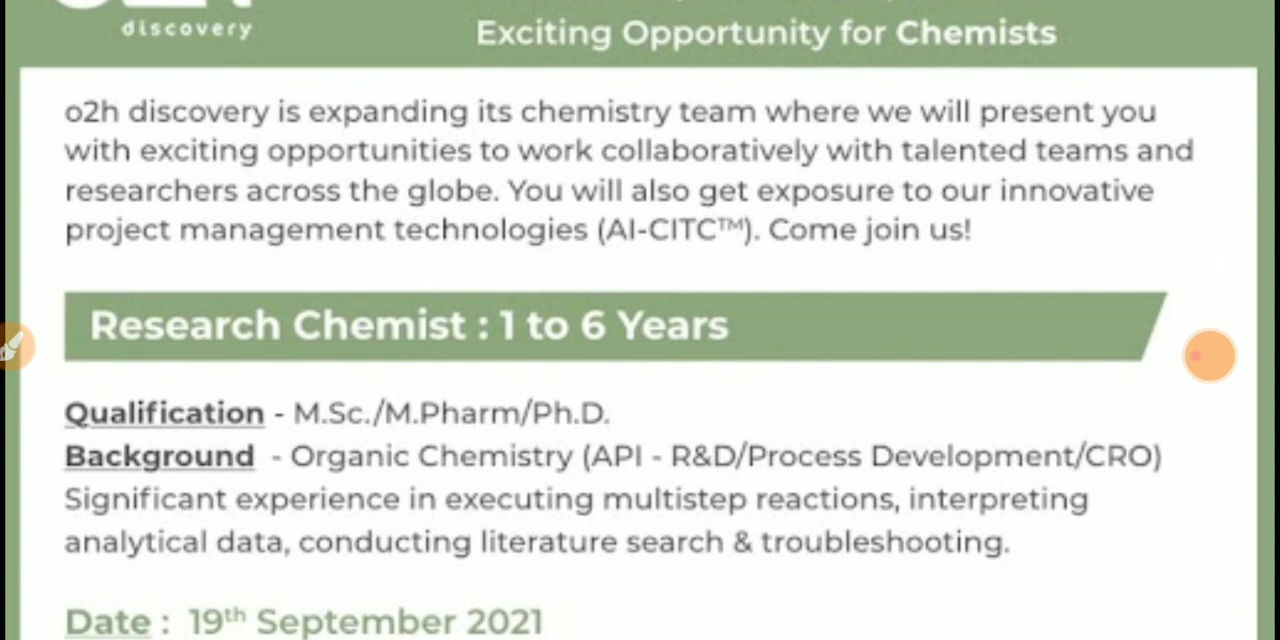 discovery
Exciting Opportunity for Chemists
o2h discovery is expanding its chemistry team where we will present you
with exciting opportunities to work collaboratively with talented teams and
researchers across the globe. You will also get exposure to our innovative
project management technologies (AI-CITC™). Come join us!
Research Chemist : 1 to 6 Years
Qualification - M.Sc./M.Pharm/Ph.D.
Background - Organic Chemistry (API - R&D/Process Development/CRO)
Significant experience in executing multistep reactions, interpreting
analytical data, conducting literature search & troubleshooting.
Date : 19th September 2021